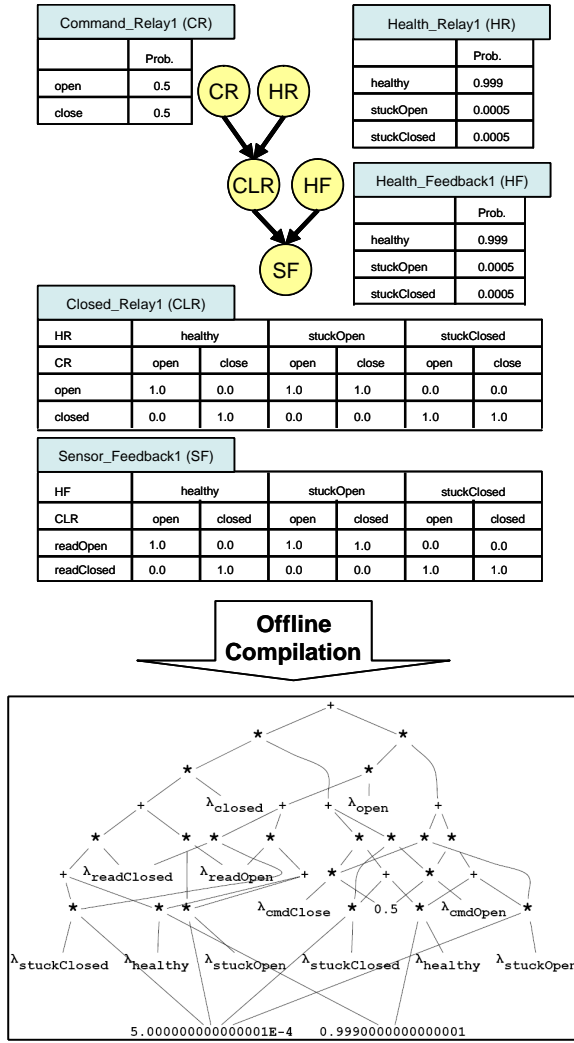 Command_Relay1 (CR)
Prob.
open 0.5
close 0.5
Health_Relay1 (HR)
Prob.
healthy 0.999
stuckOpen 0.0005
stuckClosed 0.0005
CR HR
CLR HF
SF
Health_Feedback1 (HF)
Prob.
healthy 0.999
stuckOpen 0.0005
stuckClosed 0.0005
Closed_Relay1 (CLR)
HR healthy stuckOpen stuckClosed
CR open close open close open close
open 1.0 0.0 1.0 1.0 0.0 0.0
closed 0.0 1.0 0.0 0.0 1.0 1.0
Sensor_Feedback1 (SF)
HF healthy stuckOpen stuckClosed
CLR open closed open closed open closed
readOpen 1.0 0.0 1.0 1.0 0.0 0.0
readClosed 0.0 1.0 0.0 0.0 1.0 1.0
Offline
Compilation
+
* *
* *
+ λclosed + + λopen +
* * * * * * * *
+ λreadClosed λreadOpen + * + * +
λcmdClose 0.5 λcmdOpen
* * * * * *
λstuckClosed λhealthy λstuckOpen λstuckClosed λhealthy λstuckOpen
5.000000000000001E-4 0.9990000000000001